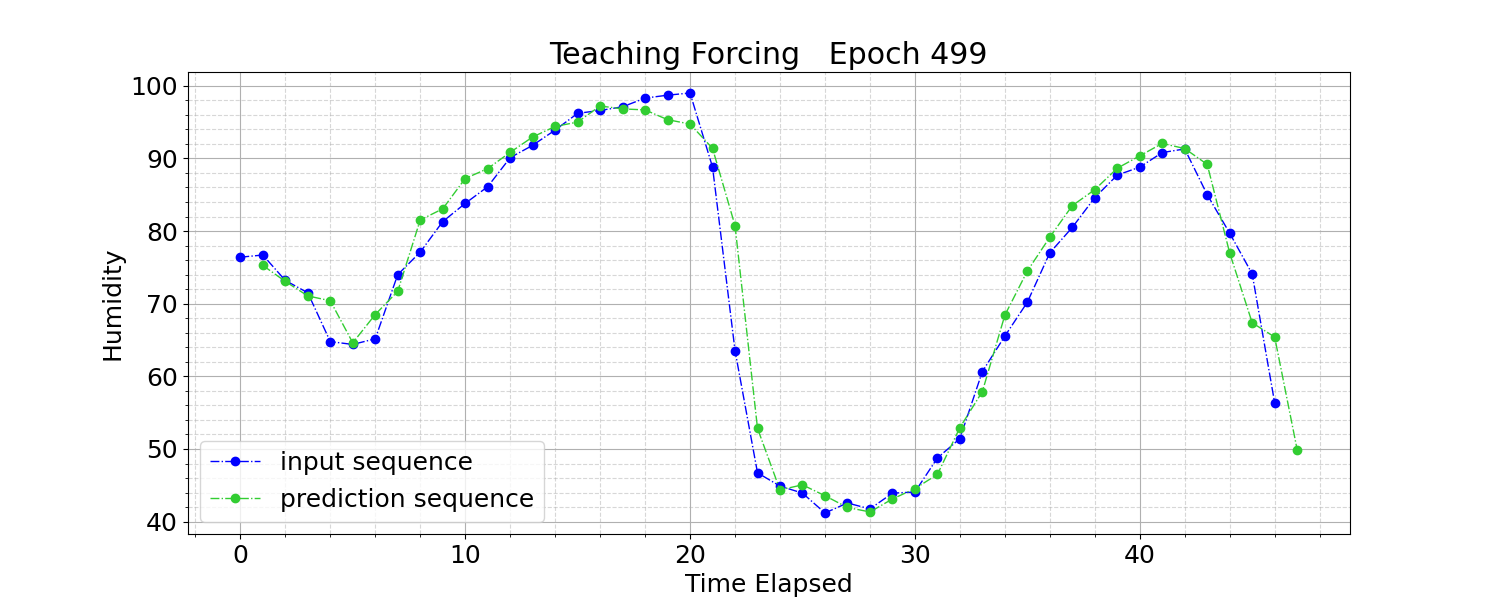 Teaching Forcing   Epoch 499
100
90
80
70
60
50
40
Humidity
input sequence
prediction sequence
0 10 20 30 40
Time Elapsed